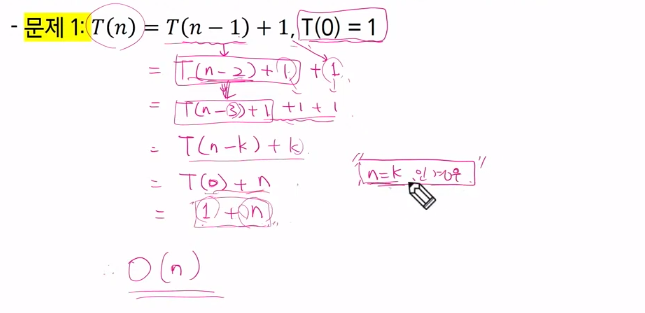 - 문제 1: T(n) = T(n − 1) + 1, T(0) = 1
= T(n-2)+1 +1
= T(n-3)+1 +1+1
= T(n-k)+k
"n=k 인 경우"
= T(0)+n
= 1+n
∴ O(n)